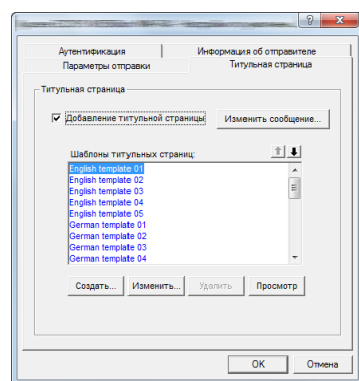 Аутентификация
Информация об отправителе
Параметры отправки
Титульная страница
Титульная страница
Добавление титульной страницы
Изменить сообщение...
Шаблоны титульных страниц:
English template 01
English template 02
English template 03
English template 04
English template 05
German template 01
German template 02
German template 03
German template 04
Создать...
Изменить...
Удалить
Просмотр
OK
Отмена